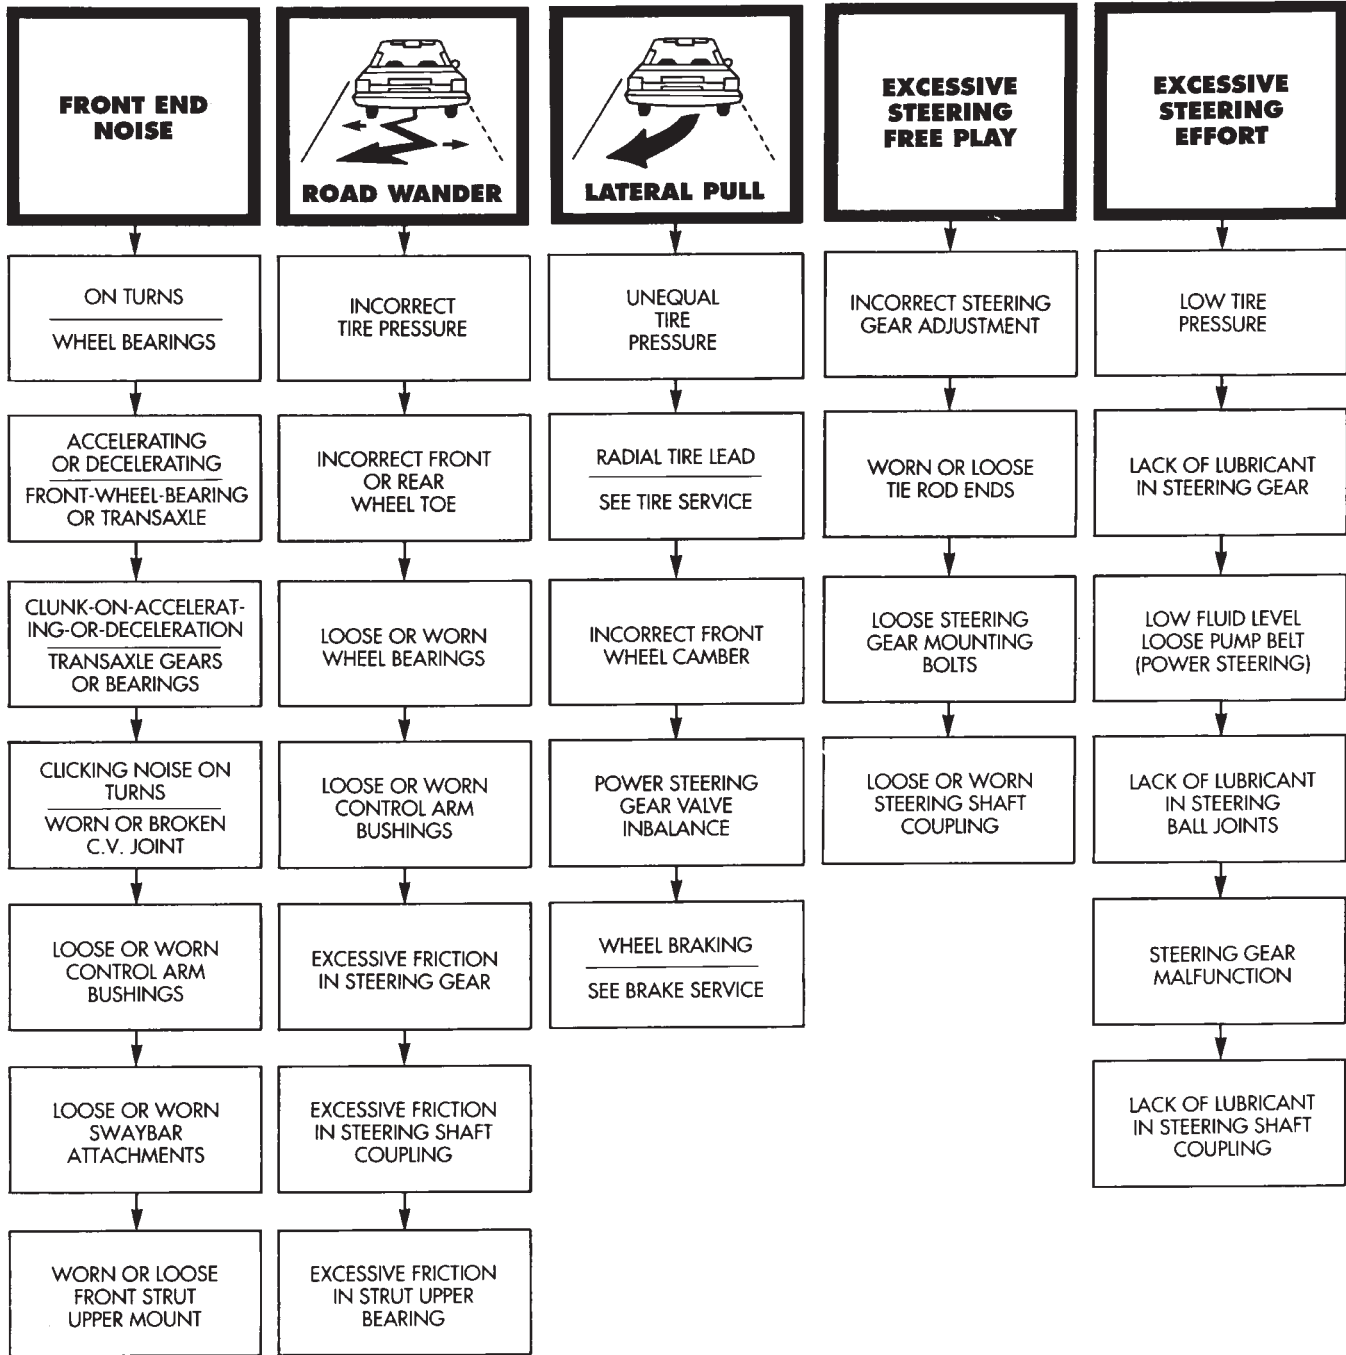 FRONT END
NOISE
ON TURNS
WHEEL BEARINGS
ACCELERATING
OR DECELERATING
FRONT-WHEEL-BEARING
OR TRANSAXLE
CLUNK-ON-ACCELERAT-
ING-OR-DECELERATION
TRANSAXLE GEARS
OR BEARINGS
CLICKING NOISE ON
TURNS
WORN OR BROKEN
C.V. JOINT
LOOSE OR WORN
CONTROL ARM
BUSHINGS
LOOSE OR WORN
SWAYBAR
ATTACHMENTS
WORN OR LOOSE
FRONT STRUT
UPPER MOUNT
ROAD WANDER
INCORRECT
TIRE PRESSURE
INCORRECT FRONT
OR REAR
WHEEL TOE
LOOSE OR WORN
WHEEL BEARINGS
LOOSE OR WORN
CONTROL ARM
BUSHINGS
EXCESSIVE FRICTION
IN STEERING GEAR
EXCESSIVE FRICTION
IN STEERING SHAFT
COUPLING
EXCESSIVE FRICTION
IN STRUT UPPER
BEARING
LATERAL PULL
UNEQUAL
TIRE
PRESSURE
RADIAL TIRE LEAD
SEE TIRE SERVICE
INCORRECT FRONT
WHEEL CAMBER
POWER STEERING
GEAR VALVE
INBALANCE
WHEEL BRAKING
SEE BRAKE SERVICE
EXCESSIVE
STEERING
FREE PLAY
INCORRECT STEERING
GEAR ADJUSTMENT
WORN OR LOOSE
TIE ROD ENDS
LOOSE STEERING
GEAR MOUNTING
BOLTS
LOOSE OR WORN
STEERING SHAFT
COUPLING
EXCESSIVE
STEERING
EFFORT
LOW TIRE
PRESSURE
LACK OF LUBRICANT
IN STEERING GEAR
LOW FLUID LEVEL
LOOSE PUMP BELT
(POWER STEERING)
LACK OF LUBRICANT
IN STEERING
BALL JOINTS
STEERING GEAR
MALFUNCTION
LACK OF LUBRICANT
IN STEERING SHAFT
COUPLING